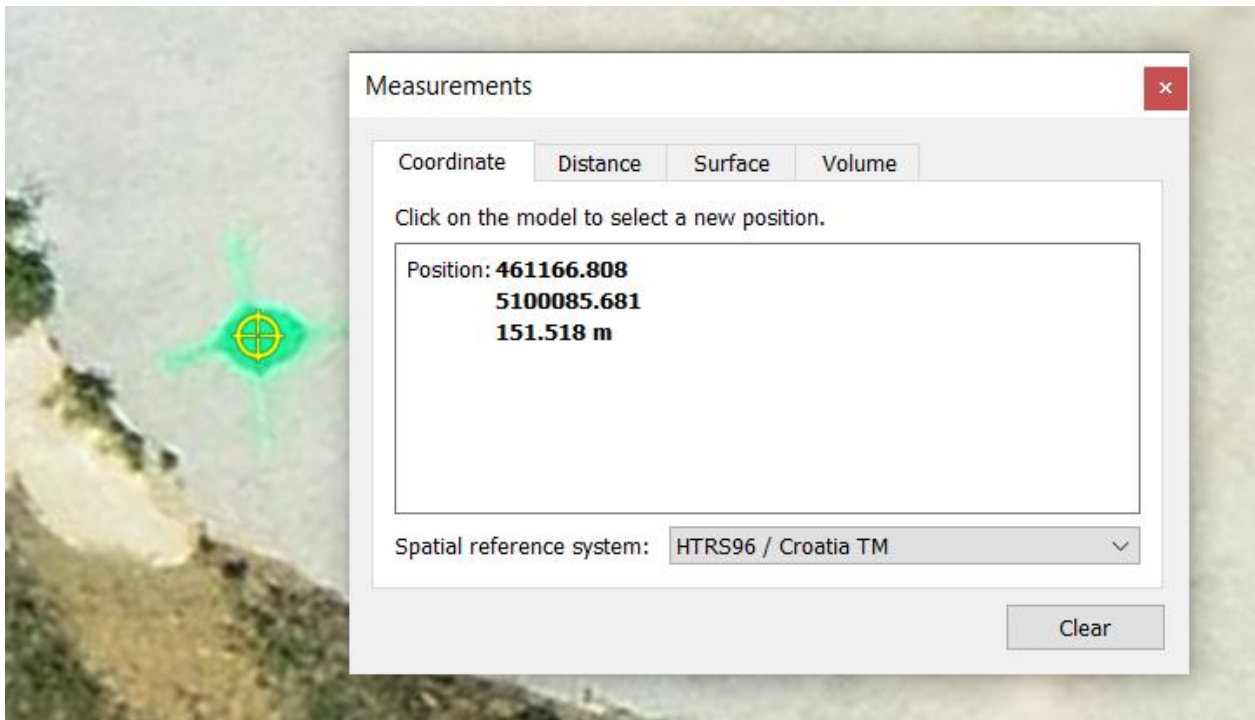 Measurements
×
Coordinate Distance Surface Volume
Click on the model to select a new position.
Position: 461166.808
5100085.681
151.518 m
Spatial reference system: HTRS96 / Croatia TM
Clear